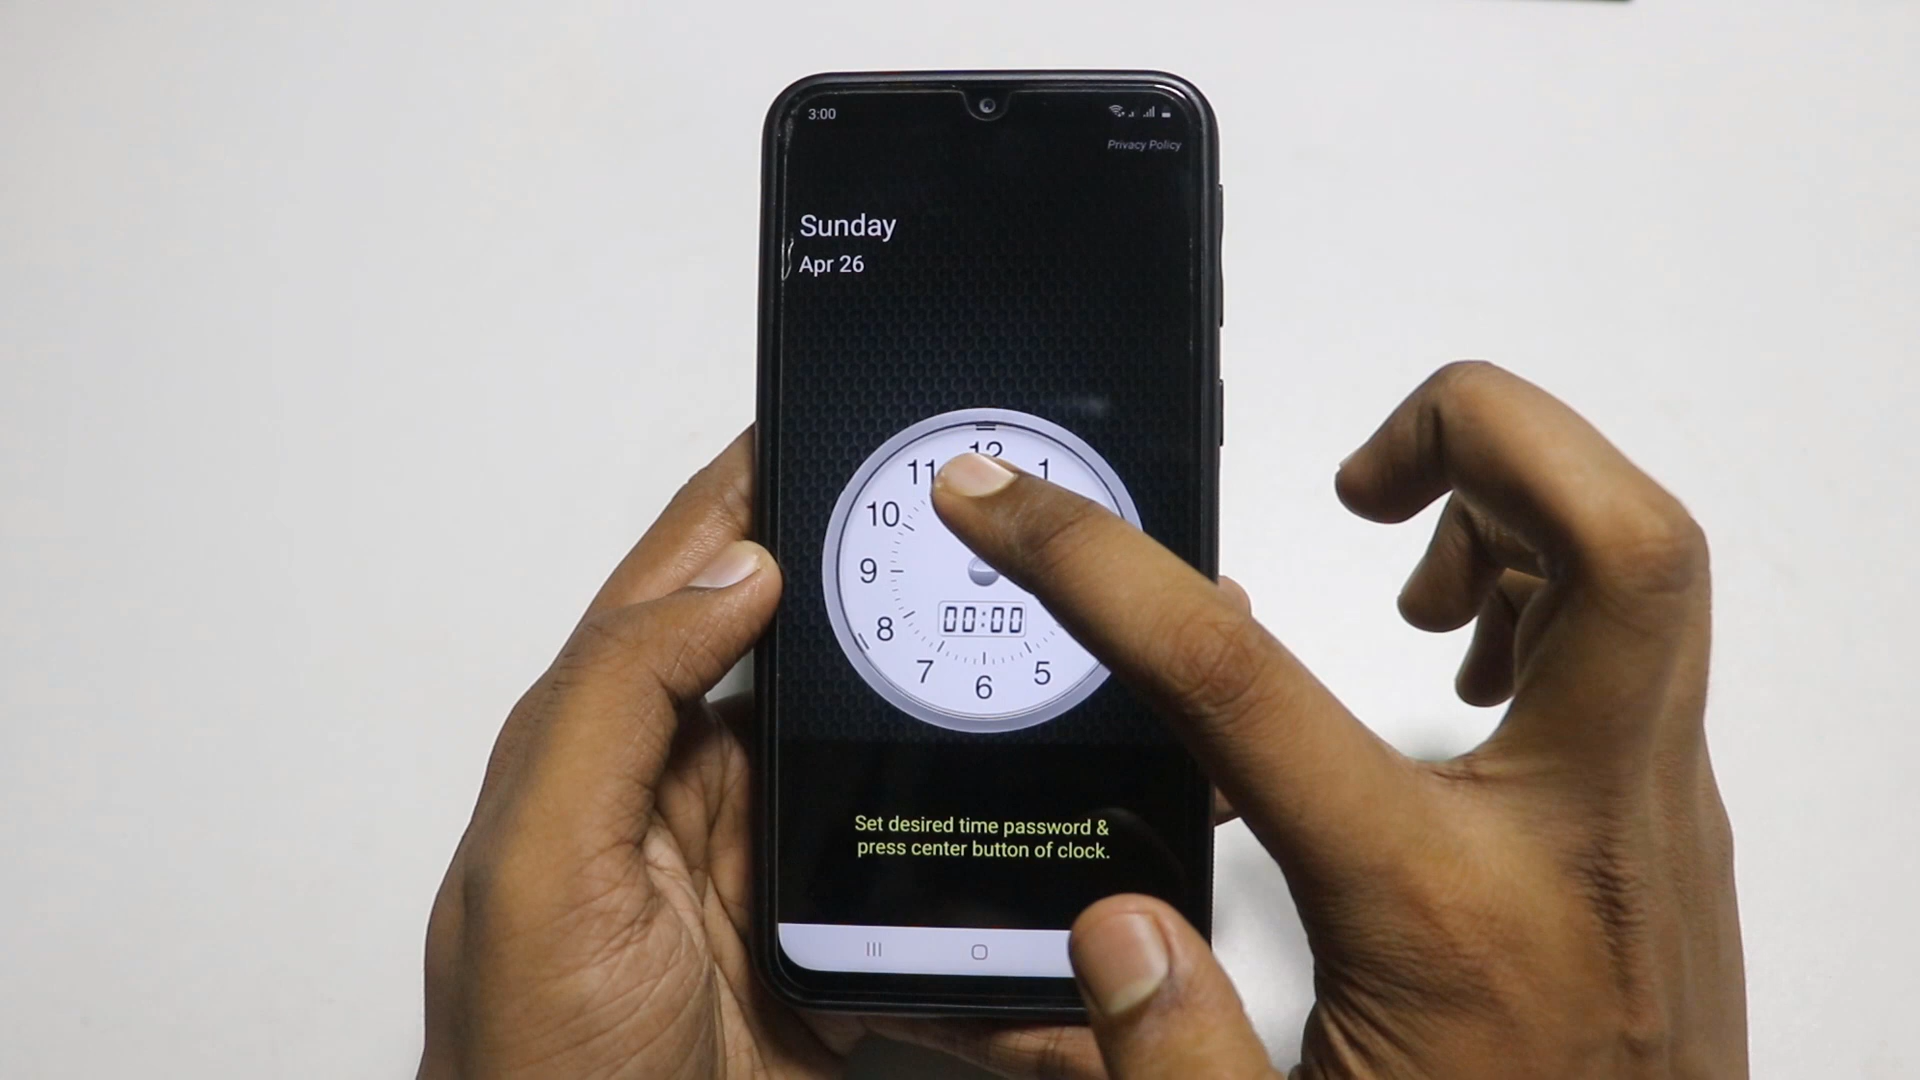 3:00
Privacy Policy
Sunday
Apr 26
12
11
1
10
9
00:00
8
7
5
6
Set desired time password &
press center button of clock.